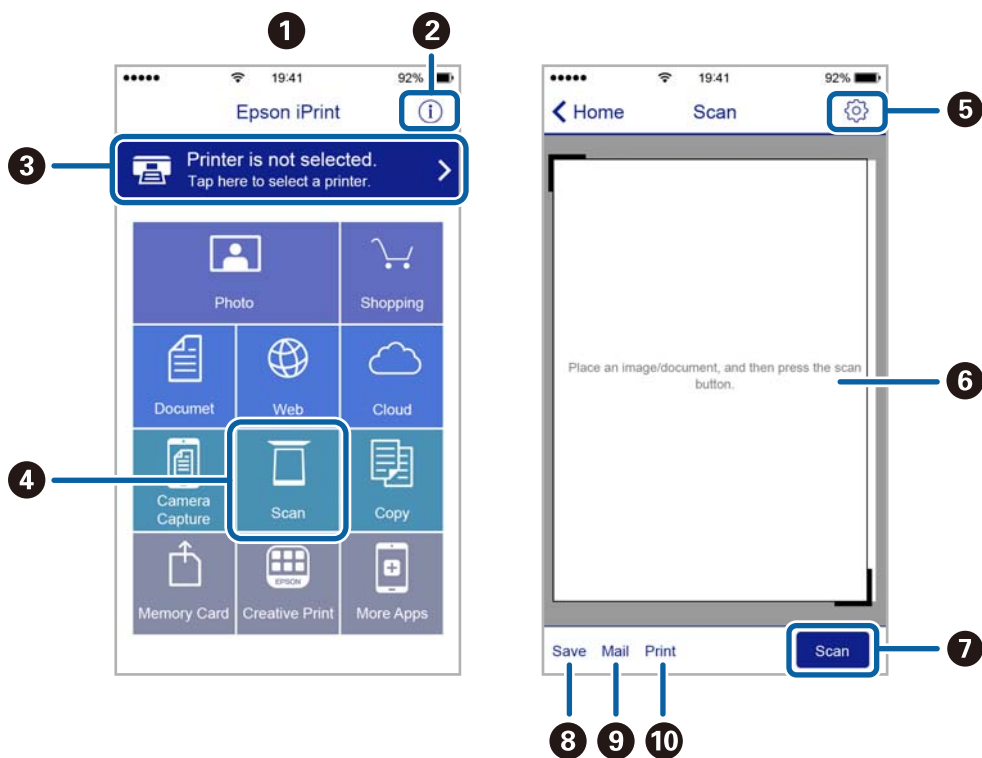 1
2
19:41
92%
Epson iPrint
i
3
Printer is not selected.
Tap here to select a printer.
Photo
Shopping
Documet
Web
Cloud
4
Camera
Capture
Scan
Copy
EPSON
Memory Card
Creative Print
More Apps
19:41
92%
Home
Scan
5
Place an image/document, and then press the scan
button.
6
Save
Mail
Print
Scan
7
8
9
10